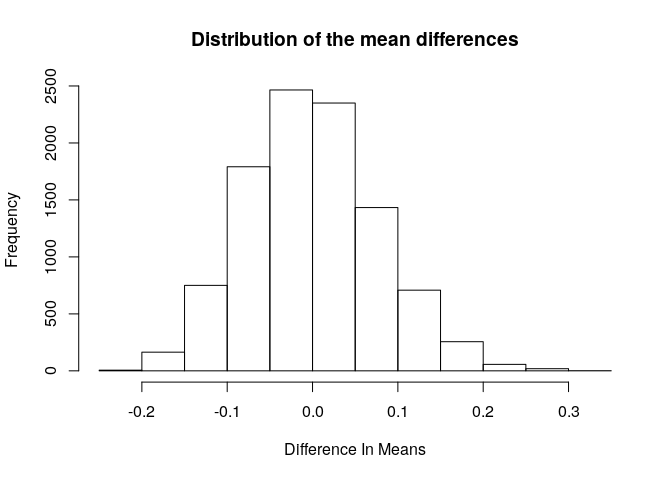 Distribution of the mean differences
2500
2000
1500
1000
500
0
Frequency
-0.2 -0.1 0.0 0.1 0.2 0.3
Difference In Means